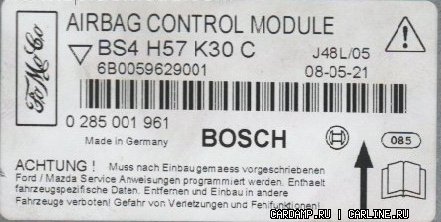 FoMoCo
AIRBAG CONTROL MODULE
BS4 H57 K30 C
J48L/05
6B0059629001
08-05-21
0 285 001 961
Made in Germany
BOSCH
085
ACHTUNG ! Muss nach Einbau gemaess vorgeschriebenen
Ford / Mazda Service Anweisungen programmiert werden. Enthaelt
fahrzeugspezifische Daten. Entfernen und Einbau in andere
Fahrzeuge verboten! Gefahr von Verletzungen und Fehlfunktionen!
CARDAMP.RU | CARLINE.RU